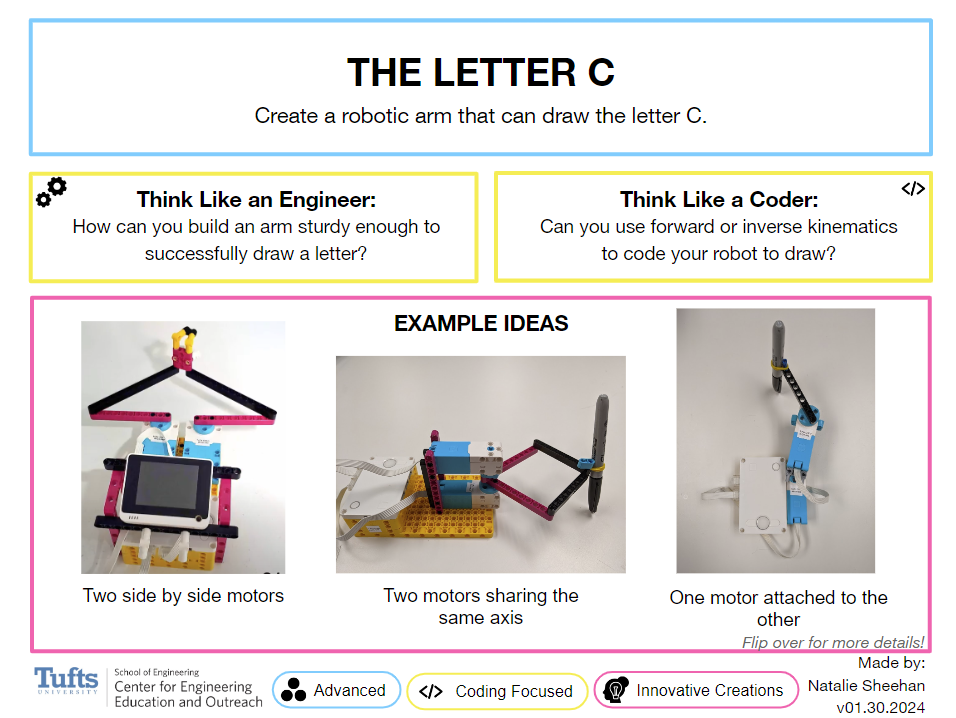 THE LETTER C
Create a robotic arm that can draw the letter C.
Think Like an Engineer:
How can you build an arm sturdy enough to
successfully draw a letter?
</>
Think Like a Coder:
Can you use forward or inverse kinematics
to code your robot to draw?
EXAMPLE IDEAS
Two side by side motors
Two motors sharing the
same axis
One motor attached to the
other
Flip over for more details!
Tufts
UNIVERSITY
School of Engineering
Center for Engineering
Education and Outreach
Advanced
</> Coding Focused
Innovative Creations
Made by:
Natalie Sheehan
v01.30.2024